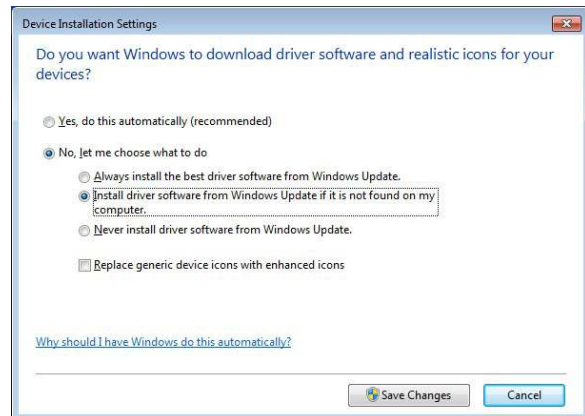 Device Installation Settings
Do you want Windows to download driver software and realistic icons for your
devices?
Yes, do this automatically (recommended)
No, let me choose what to do
Always install the best driver software from Windows Update.
Install driver software from Windows Update if it is not found on my
computer.
Never install driver software from Windows Update.
Replace generic device icons with enhanced icons
Why should I have Windows do this automatically?
Save Changes
Cancel